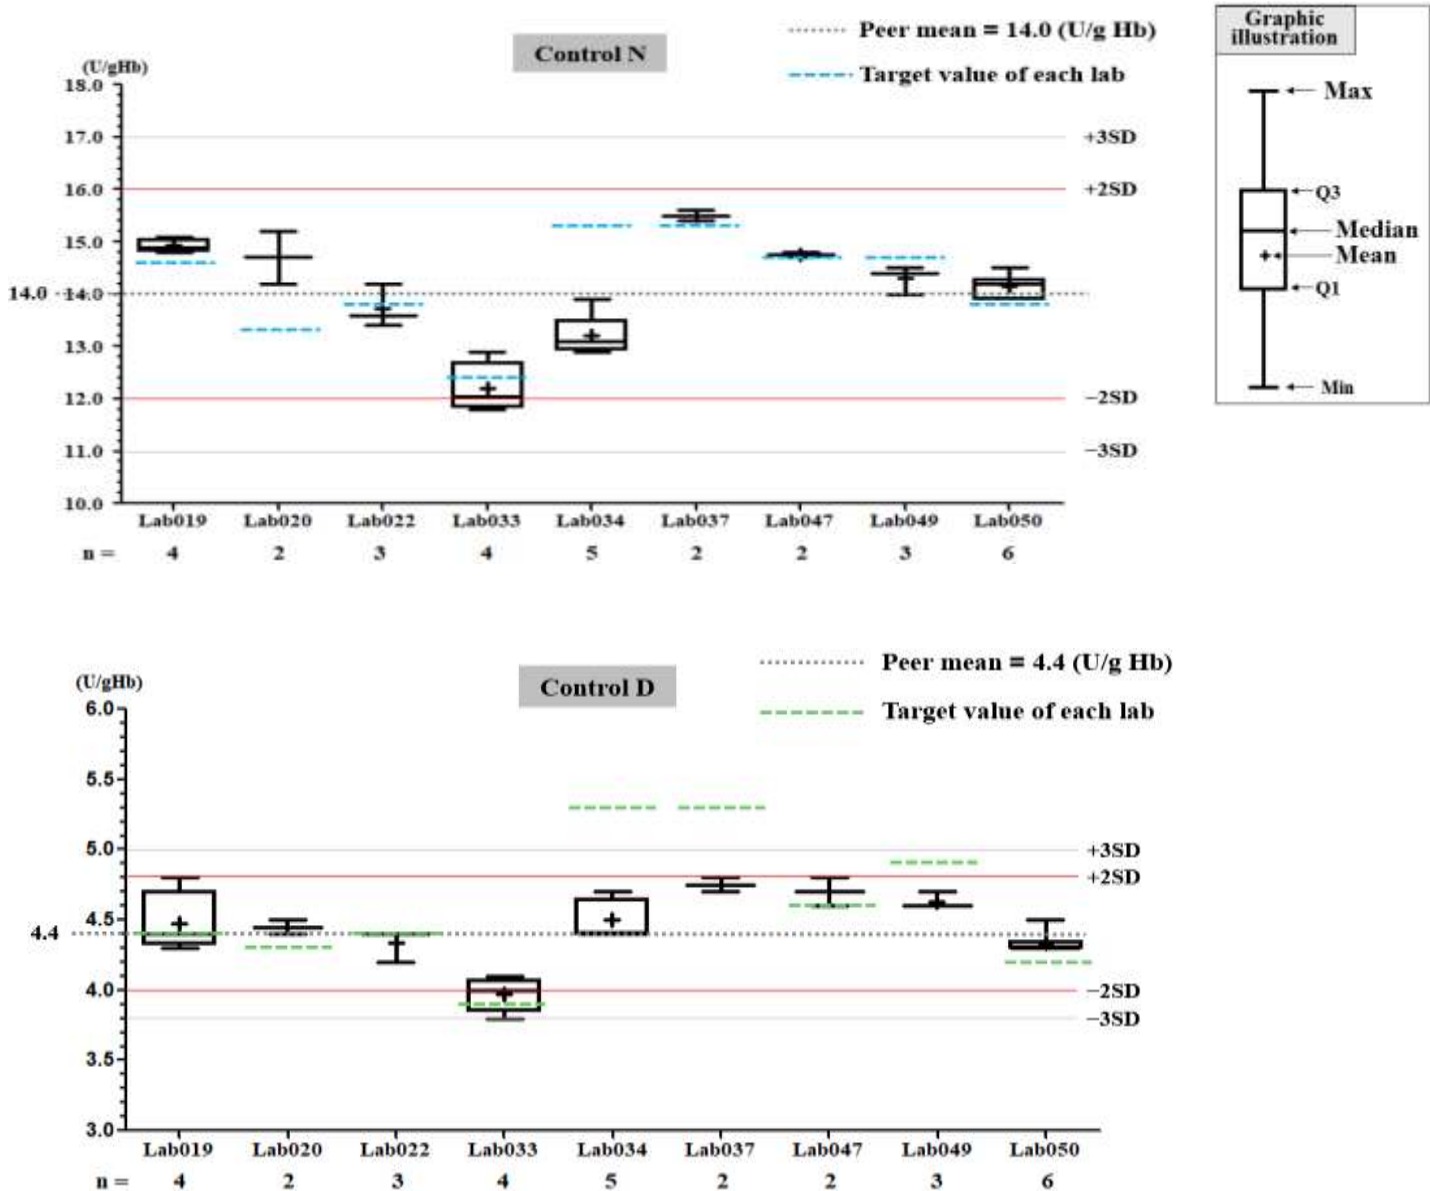 Control N
Peer mean = 14.0 (U/g Hb)
Target value of each lab
(U/gHb)
18.0
17.0
+3SD
16.0
+2SD
15.0
14.0
14.0
13.0
12.0
−2SD
11.0
−3SD
10.0
Lab019 Lab020 Lab022 Lab033 Lab034 Lab037 Lab047 Lab049 Lab050
n = 4 2 3 4 5 2 2 3 6
Graphic
illustration
Max
Q3
Median
Mean
Q1
Min
Control D
Peer mean = 4.4 (U/g Hb)
Target value of each lab
(U/gHb)
6.0
5.5
5.0
+3SD
+2SD
4.5
4.4
4.0
−2SD
−3SD
3.5
3.0
Lab019 Lab020 Lab022 Lab033 Lab034 Lab037 Lab047 Lab049 Lab050
n = 4 2 3 4 5 2 2 3 6